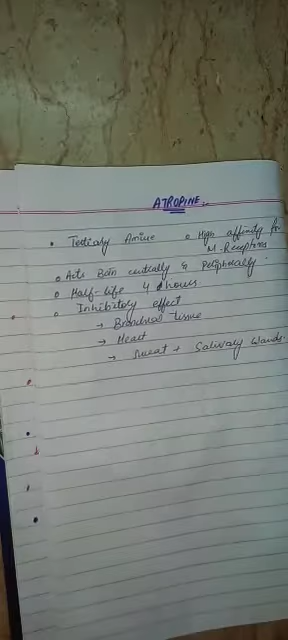 ATROPINE..
• Tertiary Amine o High affinity for M-Receptors
o Acts Both centrally & Peripherally.
o Half-life 4 hours
o Inhibitory effect
→ Bronchial tissue
→ Heart
→ Sweat + Salivary Glands.